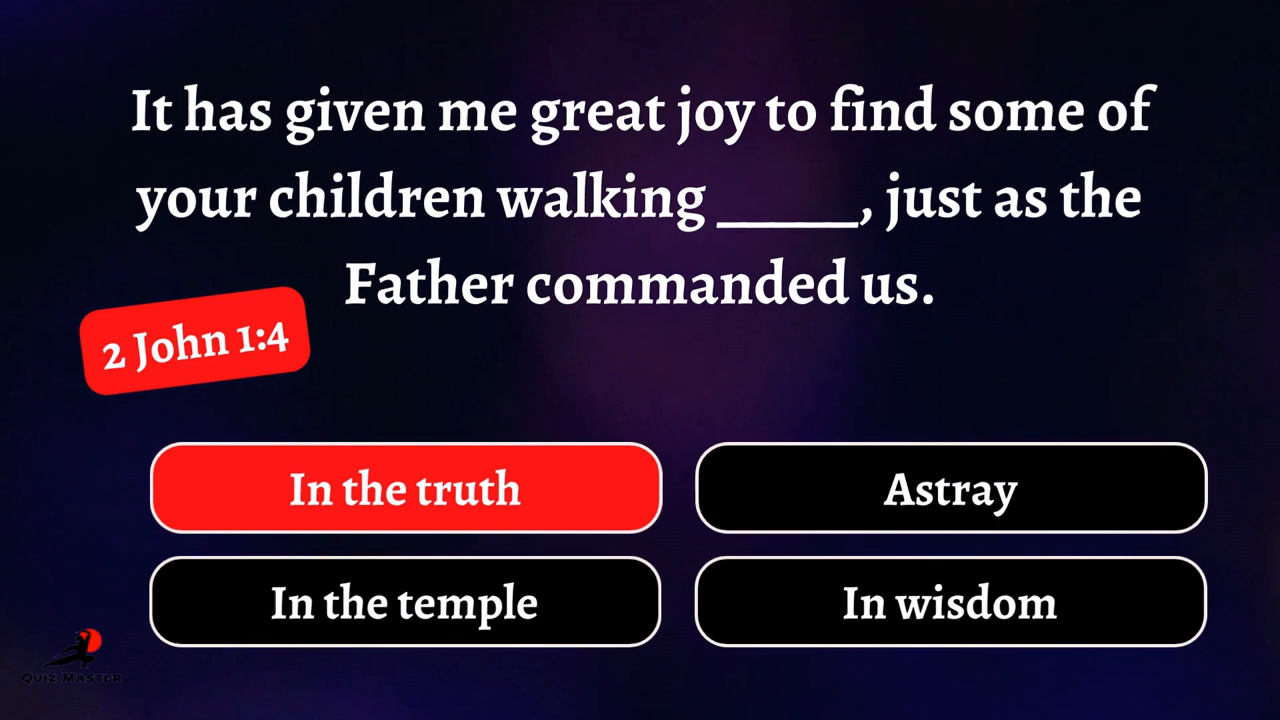 It has given me great joy to find some of
your children walking _____, just as the
Father commanded us.
2 John 1:4
In the truth
Astray
In the temple
In wisdom
Quiz Master